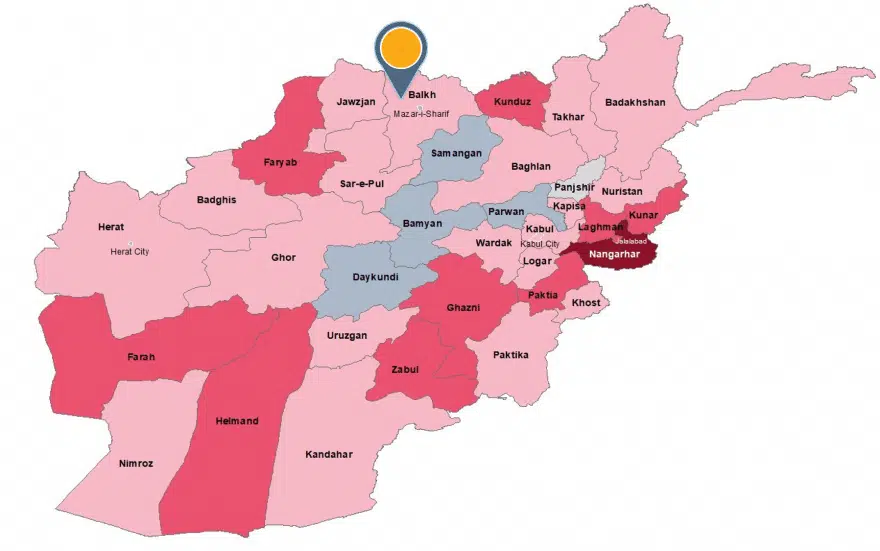 Balkh
Jawzjan
Mazar-i-Sharif
Kunduz
Takhar
Badakhshan
Faryab
Samangan
Baghlan
Sar-e-Pul
Panjshir
Nuristan
Badghis
Kapisa
Parwan
Kunar
Herat
Bamyan
Laghman
Kabul
Herat City
Wardak
Kabul City
Jalalabad
Ghor
Logar
Nangarhar
Daykundi
Paktia
Khost
Ghazni
Uruzgan
Farah
Paktika
Zabul
Helmand
Kandahar
Nimroz